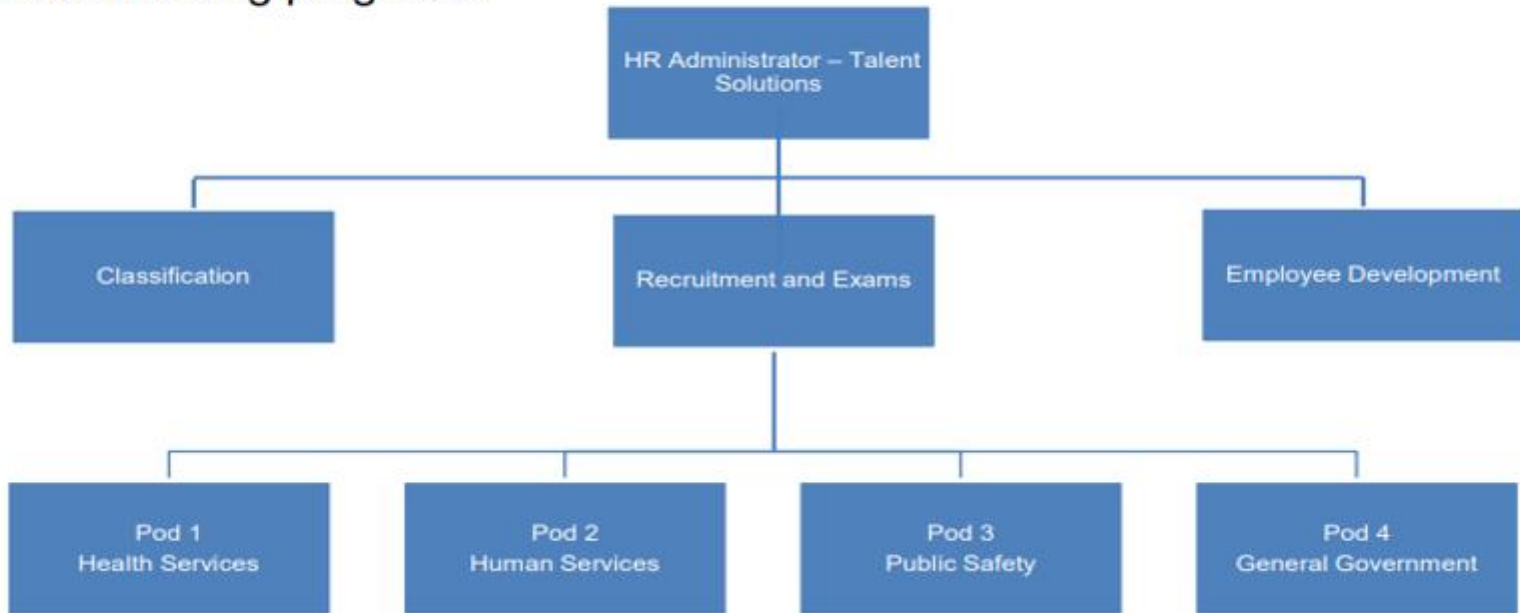 HR Administrator – Talent
Solutions
Classification
Recruitment and Exams
Employee Development
Pod 1
Health Services
Pod 2
Human Services
Pod 3
Public Safety
Pod 4
General Government